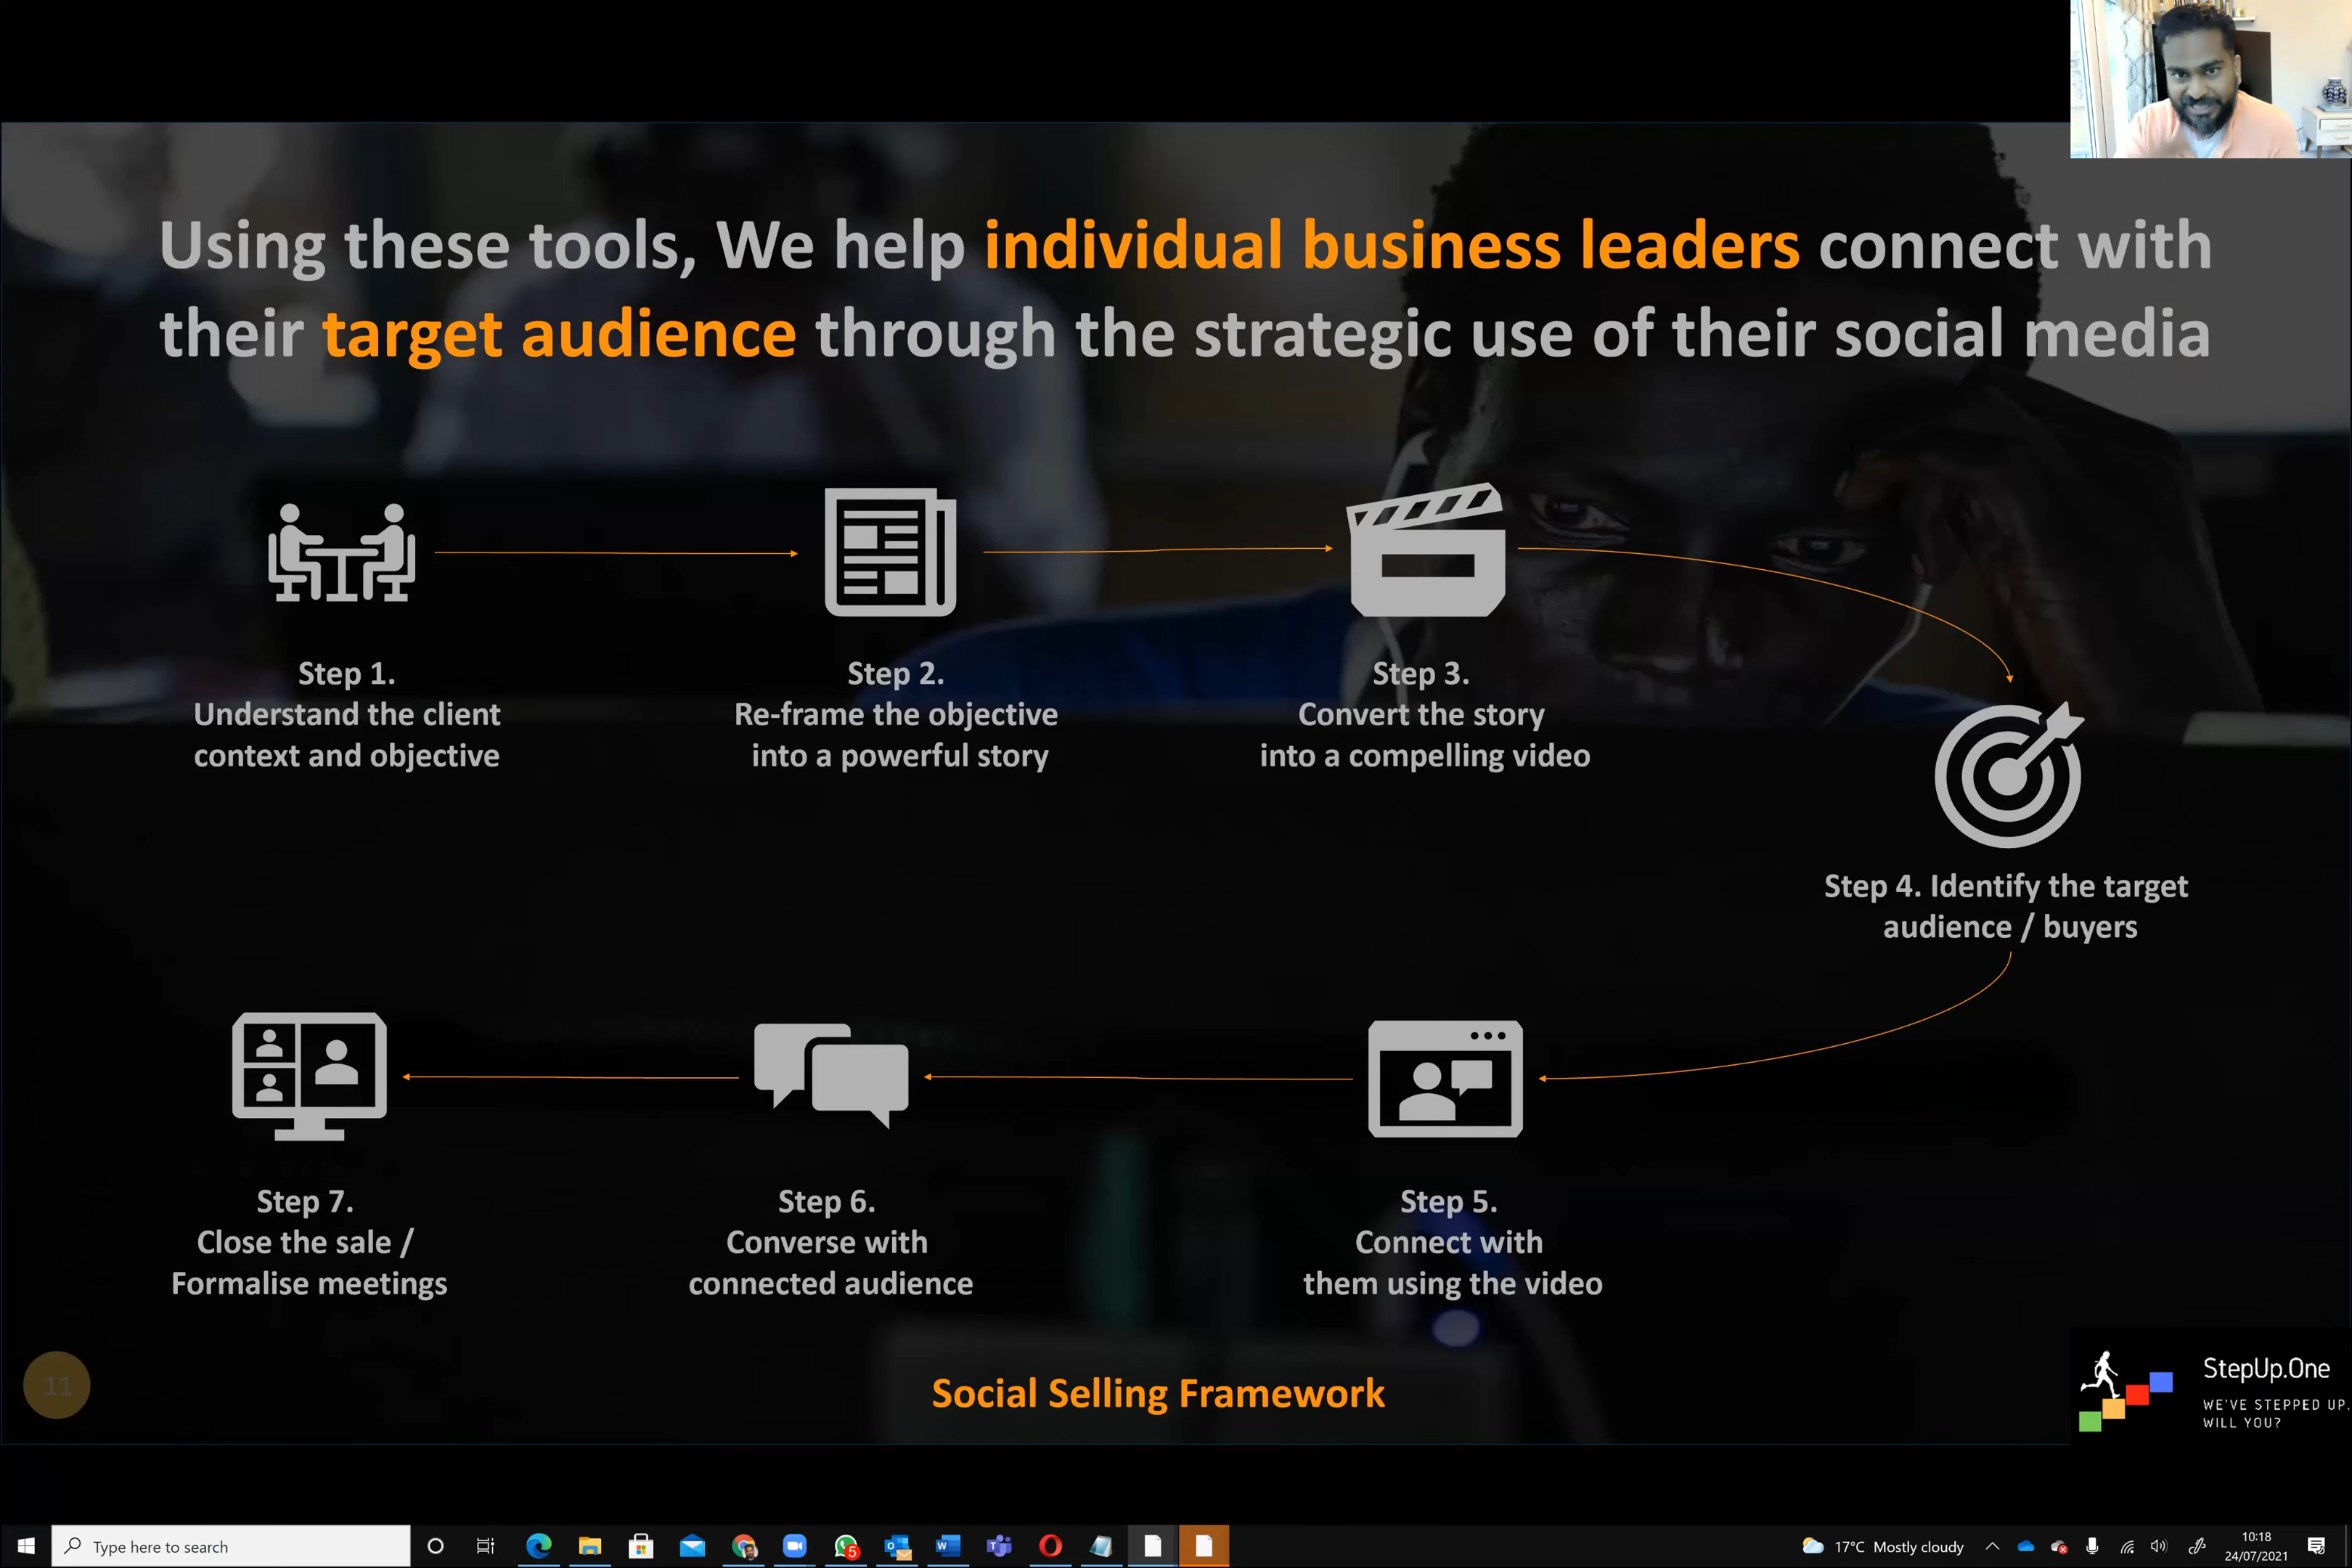 Using these tools, We help individual business leaders connect with
their target audience through the strategic use of their social media
Step 1.
Understand the client
context and objective
Step 2.
Re-frame the objective
into a powerful story
Step 3.
Convert the story
into a compelling video
Step 4. Identify the target
audience / buyers
Step 5.
Connect with
them using the video
Step 6.
Converse with
connected audience
Step 7.
Close the sale /
Formalise meetings
11
Social Selling Framework
StepUp.One
WE'VE STEPPED UP.
WILL YOU?
Type here to search
5
17°C Mostly cloudy
10:18
24/07/2021